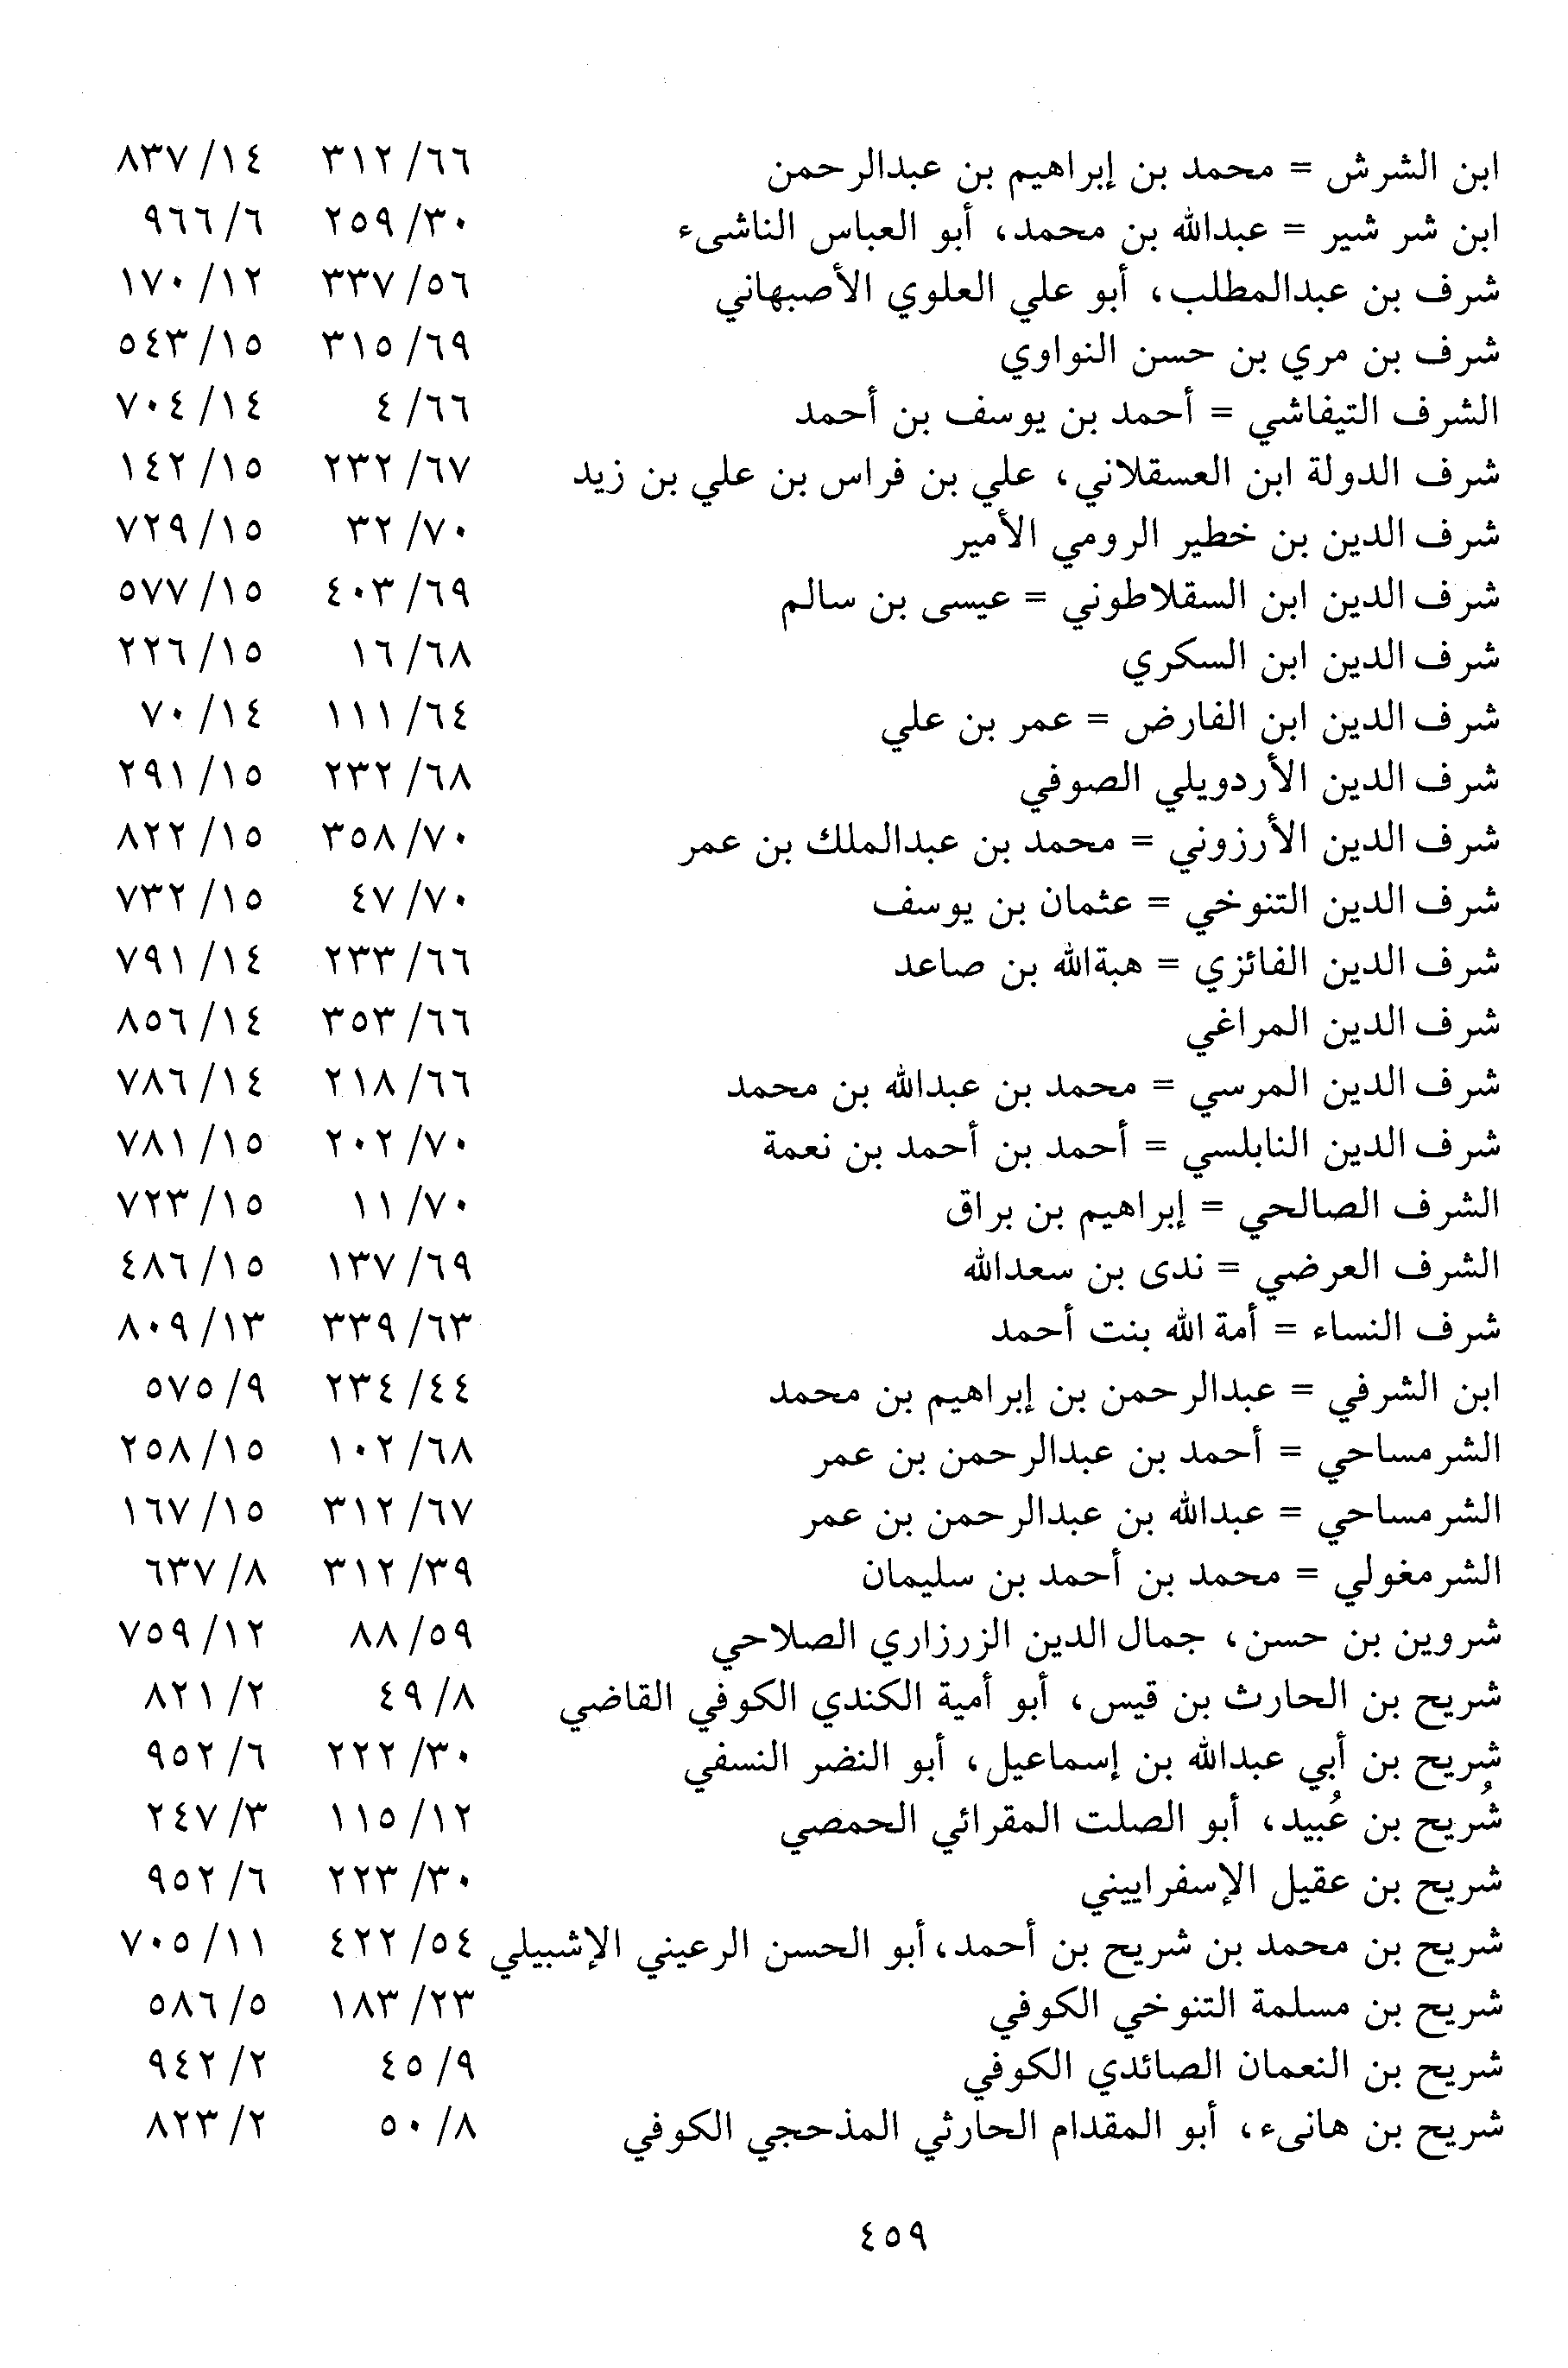 ابن الشرش = محمد بن إبراهيم بن عبدالرحمن ٦٦/ ٣١٢ ١٤/ ٨٣٧
ابن شر شير = عبدالله بن محمد، أبو العباس الناشىء ٣٠/ ٢٥٩ ٦/ ٩٦٦
شرف بن عبدالمطلب، أبو علي العلوي الأصبهاني ٥٦/ ٣٣٧ ١٢/ ١٧٠
شرف بن مري بن حسن النواوي ٦٩/ ٣١٥ ١٥/ ٥٤٣
الشرف التيفاشي = أحمد بن يوسف بن أحمد ٦٦/ ٤ ١٤/ ٧٠٤
شرف الدولة ابن العسقلاني، علي بن فراس بن علي بن زيد ٦٧/ ٢٣٢ ١٥/ ١٤٢
شرف الدين بن خطير الرومي الأمير ٧٠/ ٣٢ ١٥/ ٧٢٩
شرف الدين ابن السقلاطوني = عيسى بن سالم ٦٩/ ٤٠٣ ١٥/ ٥٧٧
شرف الدين ابن السكري ٦٨/ ١٦ ١٥/ ٢٢٦
شرف الدين ابن الفارض = عمر بن علي ٦٤/ ١١١ ١٤/ ٧٠
شرف الدين الأردويلي الصوفي ٦٨/ ٢٣٢ ١٥/ ٢٩١
شرف الدين الأرزوني = محمد بن عبدالملك بن عمر ٧٠/ ٣٥٨ ١٥/ ٨٢٢
شرف الدين التنوخي = عثمان بن يوسف ٧٠/ ٤٧ ١٥/ ٧٣٢
شرف الدين الفائزي = هبةالله بن صاعد ٦٦/ ٢٣٣ ١٤/ ٧٩١
شرف الدين المراغي ٦٦/ ٣٥٣ ١٤/ ٨٥٦
شرف الدين المرسي = محمد بن عبدالله بن محمد ٦٦/ ٢١٨ ١٤/ ٧٨٦
شرف الدين النابلسي = أحمد بن أحمد بن نعمة ٧٠/ ٢٠٢ ١٥/ ٧٨١
الشرف الصالحي = إبراهيم بن براق ٧٠/ ١١ ١٥/ ٧٢٣
الشرف العرضي = ندى بن سعدالله ٦٩/ ١٣٧ ١٥/ ٤٨٦
شرف النساء = أمة الله بنت أحمد ٦٣/ ٣٣٩ ١٣/ ٨٠٩
ابن الشرفي = عبدالرحمن بن إبراهيم بن محمد ٤٤/ ٢٣٤ ٩/ ٥٧٥
الشرمساحي = أحمد بن عبدالرحمن بن عمر ٦٨/ ١٠٢ ١٥/ ٢٥٨
الشرمساحي = عبدالله بن عبدالرحمن بن عمر ٦٧/ ٣١٢ ١٥/ ١٦٧
الشرمغولي = محمد بن أحمد بن سليمان ٣٩/ ٣١٢ ٨/ ٦٣٧
شروين بن حسن، جمال الدين الزرزاري الصلاحي ٥٩/ ٨٨ ١٢/ ٧٥٩
شريح بن الحارث بن قيس، أبو أمية الكندي الكوفي القاضي ٨/ ٤٩ ٢/ ٨٢١
شريح بن أبي عبدالله بن إسماعيل، أبو النضر النسفي ٣٠/ ٢٢٢ ٦/ ٩٥٢
شُريح بن عُبيد، أبو الصلت المقرائي الحمصي ١٢/ ١١٥ ٣/ ٢٤٧
شريح بن عقيل الإسفراييني ٣٠/ ٢٢٣ ٦/ ٩٥٢
شريح بن محمد بن شريح بن أحمد، أبو الحسن الرعيني الإشبيلي ٥٤/ ٤٢٢ ١١/ ٧٠٥
شريح بن مسلمة التنوخي الكوفي ٢٣/ ١٨٣ ٥/ ٥٨٦
شريح بن النعمان الصائدي الكوفي ٩/ ٤٥ ٢/ ٩٤٢
شريح بن هانىء، أبو المقدام الحارثي المذحجي الكوفي ٨/ ٥٠ ٢/ ٨٢٣
٤٥٩